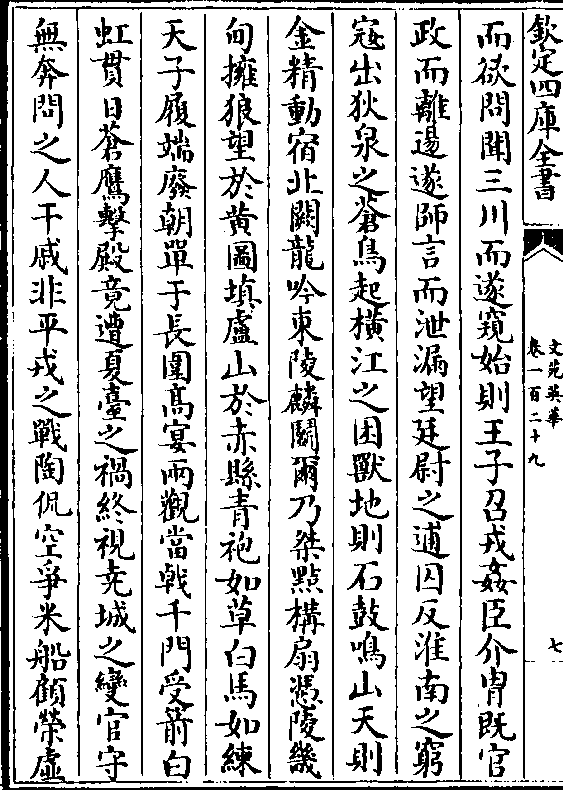 欽定四庫全書
文苑英華
卷一百二十九
七
而欲問聞三川而遂窺始則王子召戎姦臣介胄既官
政而離逷遂師言而泄漏望廷尉之逋囚反淮南之窮
寇出狄泉之蒼鳥起横江之困獸地則石鼓鳴山天則
金精動宿北闕龍吟東陵麟鬭爾乃桀黠構扇憑陵畿
甸擁狼望於黄圖填盧山於赤縣青袍如草白馬如練
天子履端廢朝單于長圍髙宴兩觀當㦸千門受箭白
虹貫日蒼鷹擊殿竟遭夏臺之禍終視堯城之變官守
無奔問之人干戚非平戎之戰陶侃空爭米船顧榮虛